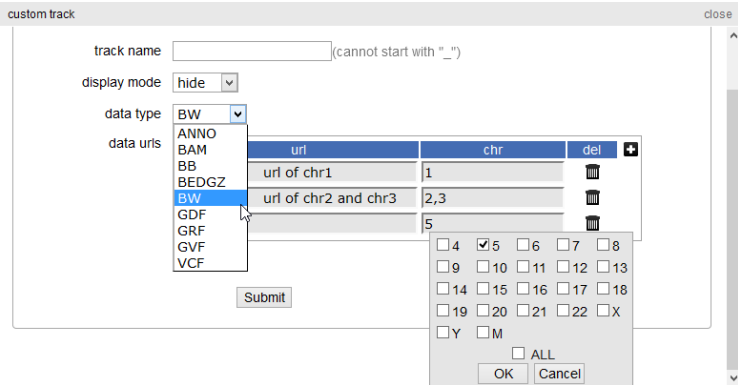 custom track close
track name (cannot start with "_")
display mode hide
data type BW
ANNO
data urls BAM url chr del
BB url of chr1 1
BEDGZ
BW url of chr2 and chr3 2,3
GDF
GRF 5
GVF
VCF
4 5 6 7 8
9 10 11 12 13
14 15 16 17 18
Submit
19 20 21 22 X
Y M
ALL
OK Cancel